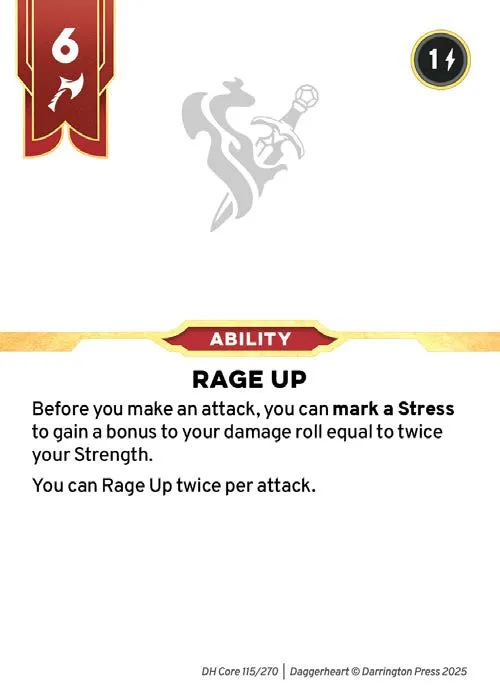 6
1
ABILITY
RAGE UP
Before you make an attack, you can mark a Stress
to gain a bonus to your damage roll equal to twice
your Strength.
You can Rage Up twice per attack.
DH Core 115/270 | Daggerheart © Darrington Press 2025